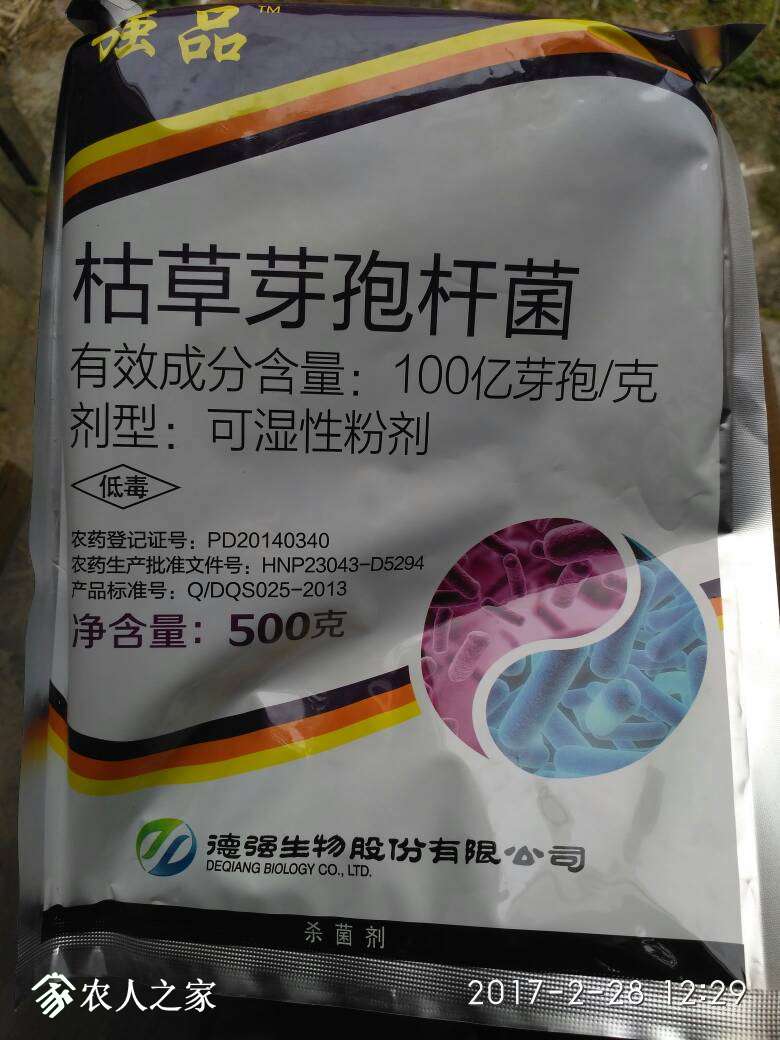 强品™
枯草芽孢杆菌
有效成分含量：100亿芽孢/克
剂型：可湿性粉剂
低毒
农药登记证号：PD20140340
农药生产批准文件号：HNP23043-D5294
产品标准号：Q/DQS025-2013
净含量：500克
德强生物股份有限公司
DEQIANG BIOLOGY CO., LTD.
杀菌剂
农人之家
2017-2-28 12:29